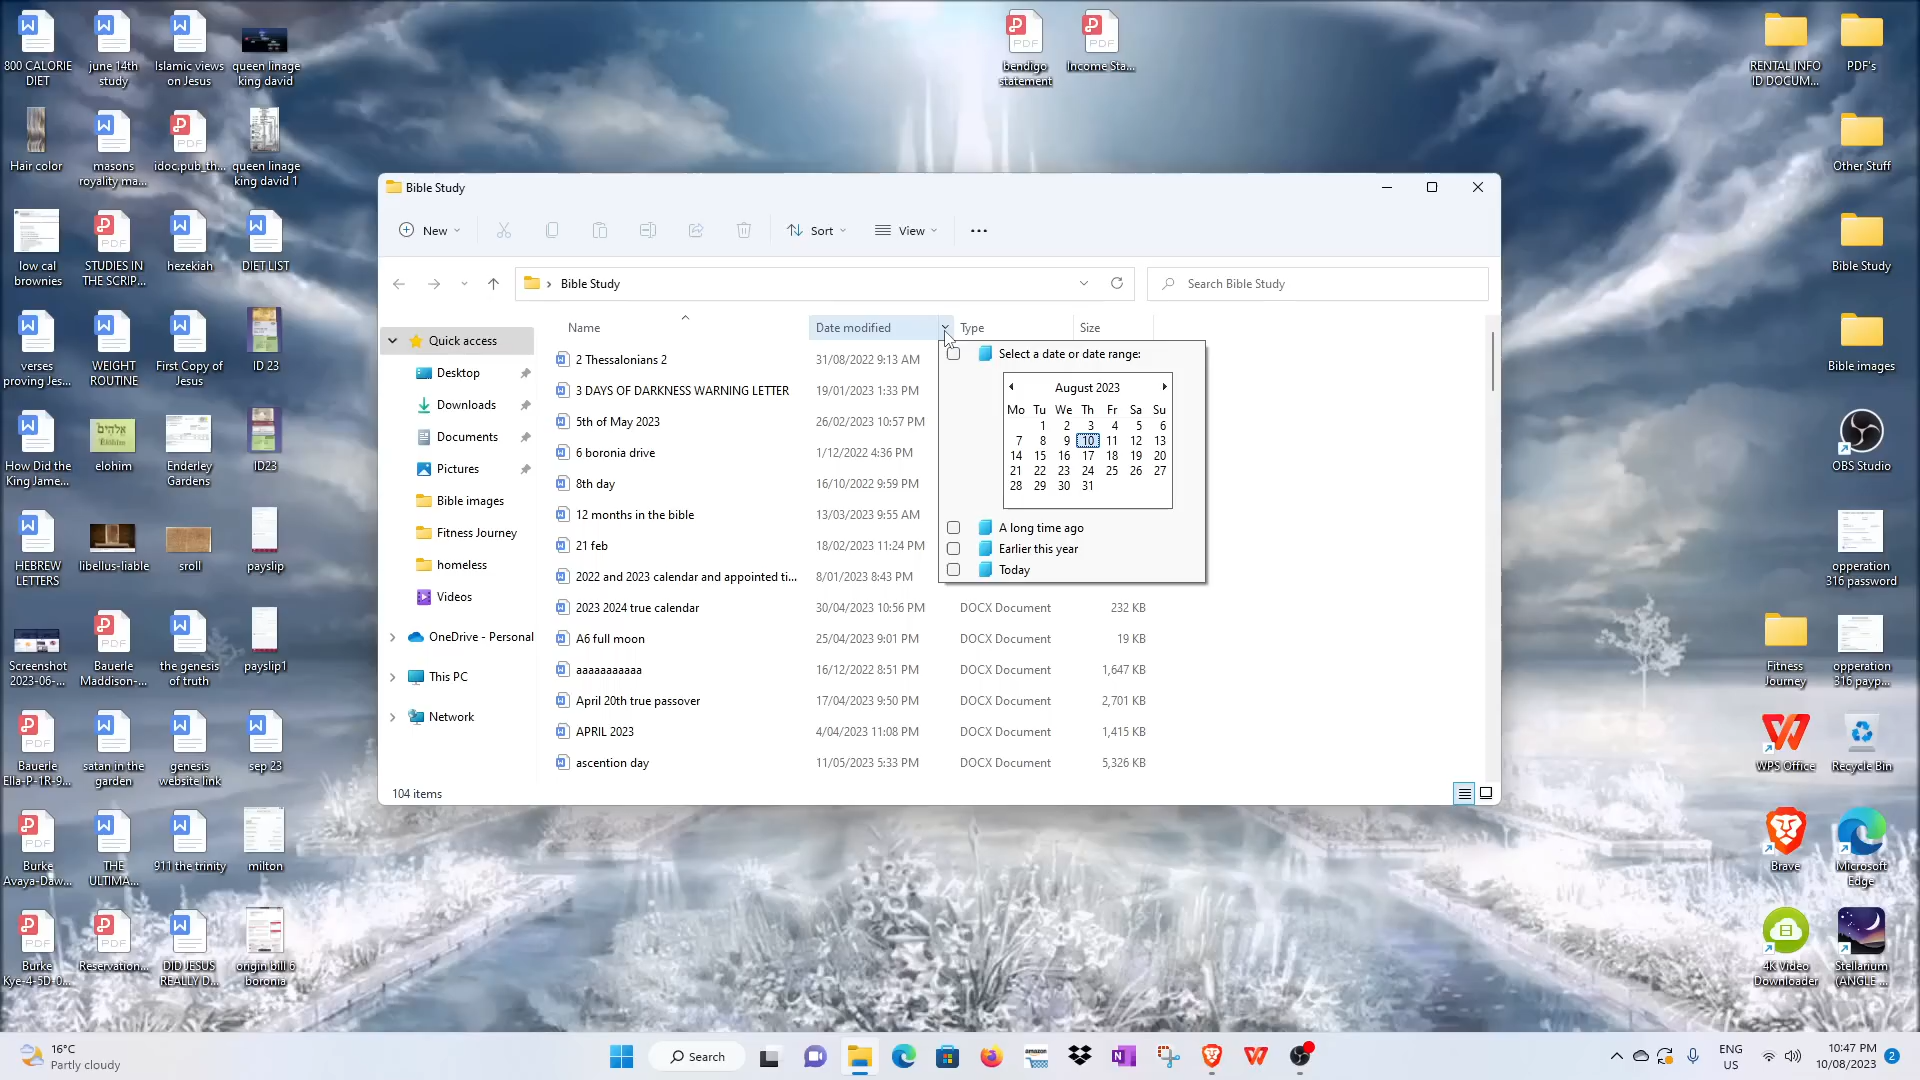 800 CALORIE
DIET
june 14th
study
Islamic views
on Jesus
queen linage
king david
bendigo
statement
Income Sta...
RENTAL INFO
ID DOCUM...
PDF's
Hair color
masons
royality ma...
idoc.pub_th...
queen linage
king david 1
Other Stuff
low cal
brownies
STUDIES IN
THE SCRIP...
hezekiah
DIET LIST
Bible Study
verses
proving Jes...
WEIGHT
ROUTINE
First Copy of
Jesus
ID 23
Bible images
How Did the
King Jame...
elohim
Enderley
Gardens
ID23
OBS Studio
HEBREW
LETTERS
libellus-liable
sroll
payslip
opperation
316 password
Screenshot
2023-06-...
Bauerle
Maddison-...
the genesis
of truth
payslip1
Fitness
Journey
opperation
316 payp...
Bauerle
Ella-P-1R-9...
satan in the
garden
genesis
website link
sep 23
WPS Office
Recycle Bin
Burke
Avaya-Daw...
THE
ULTIMA...
911 the trinity
milton
Brave
Microsoft
Edge
Burke
Kye-4-5D-0...
Reservation...
DID JESUS
REALLY D...
origin bill 6
boronia
4K Video
Downloader
Stellarium
(ANGLE ...
Bible Study
New
Sort
View
Bible Study
Search Bible Study
Name
Date modified
Type
Size
Quick access
Desktop
Downloads
Documents
Pictures
Bible images
Fitness Journey
homeless
Videos
OneDrive - Personal
This PC
Network
2 Thessalonians 2 31/08/2022 9:13 AM
3 DAYS OF DARKNESS WARNING LETTER 19/01/2023 1:33 PM
5th of May 2023 26/02/2023 10:57 PM
6 boronia drive 1/12/2022 4:36 PM
8th day 16/10/2022 9:59 PM
12 months in the bible 13/03/2023 9:55 AM
21 feb 18/02/2023 11:24 PM
2022 and 2023 calendar and appointed ti... 8/01/2023 8:43 PM
2023 2024 true calendar 30/04/2023 10:56 PM DOCX Document 232 KB
A6 full moon 25/04/2023 9:01 PM DOCX Document 19 KB
aaaaaaaaaaa 16/12/2022 8:51 PM DOCX Document 1,647 KB
April 20th true passover 17/04/2023 9:50 PM DOCX Document 2,701 KB
APRIL 2023 4/04/2023 11:08 PM DOCX Document 1,415 KB
ascention day 11/05/2023 5:33 PM DOCX Document 5,326 KB
104 items
Select a date or date range:
August 2023
Mo Tu We Th Fr Sa Su
1 2 3 4 5 6
7 8 9 10 11 12 13
14 15 16 17 18 19 20
21 22 23 24 25 26 27
28 29 30 31
A long time ago
Earlier this year
Today
16°C
Partly cloudy
Search
amazon
ENG
US
10:47 PM
10/08/2023
2